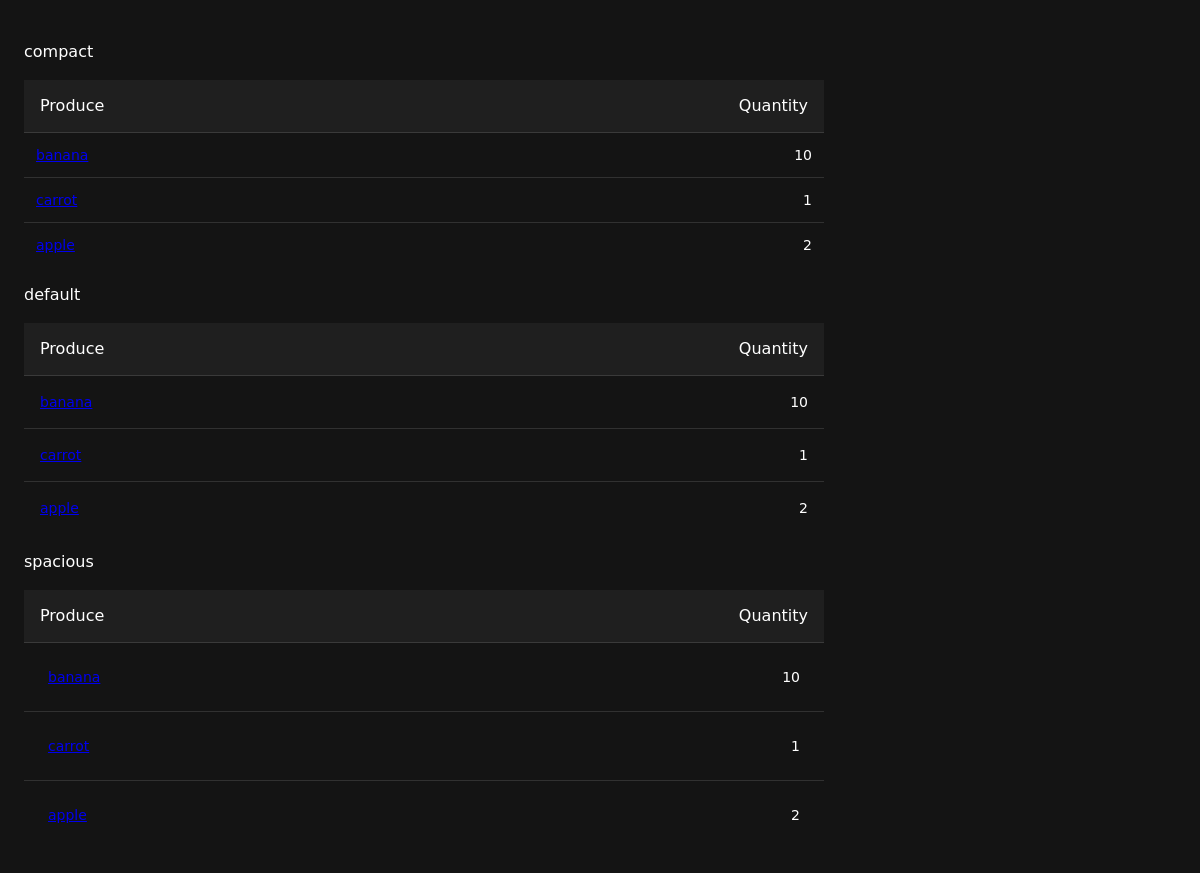 compact
Produce Quantity
banana 10
carrot 1
apple 2
default
Produce Quantity
banana 10
carrot 1
apple 2
spacious
Produce Quantity
banana 10
carrot 1
apple 2